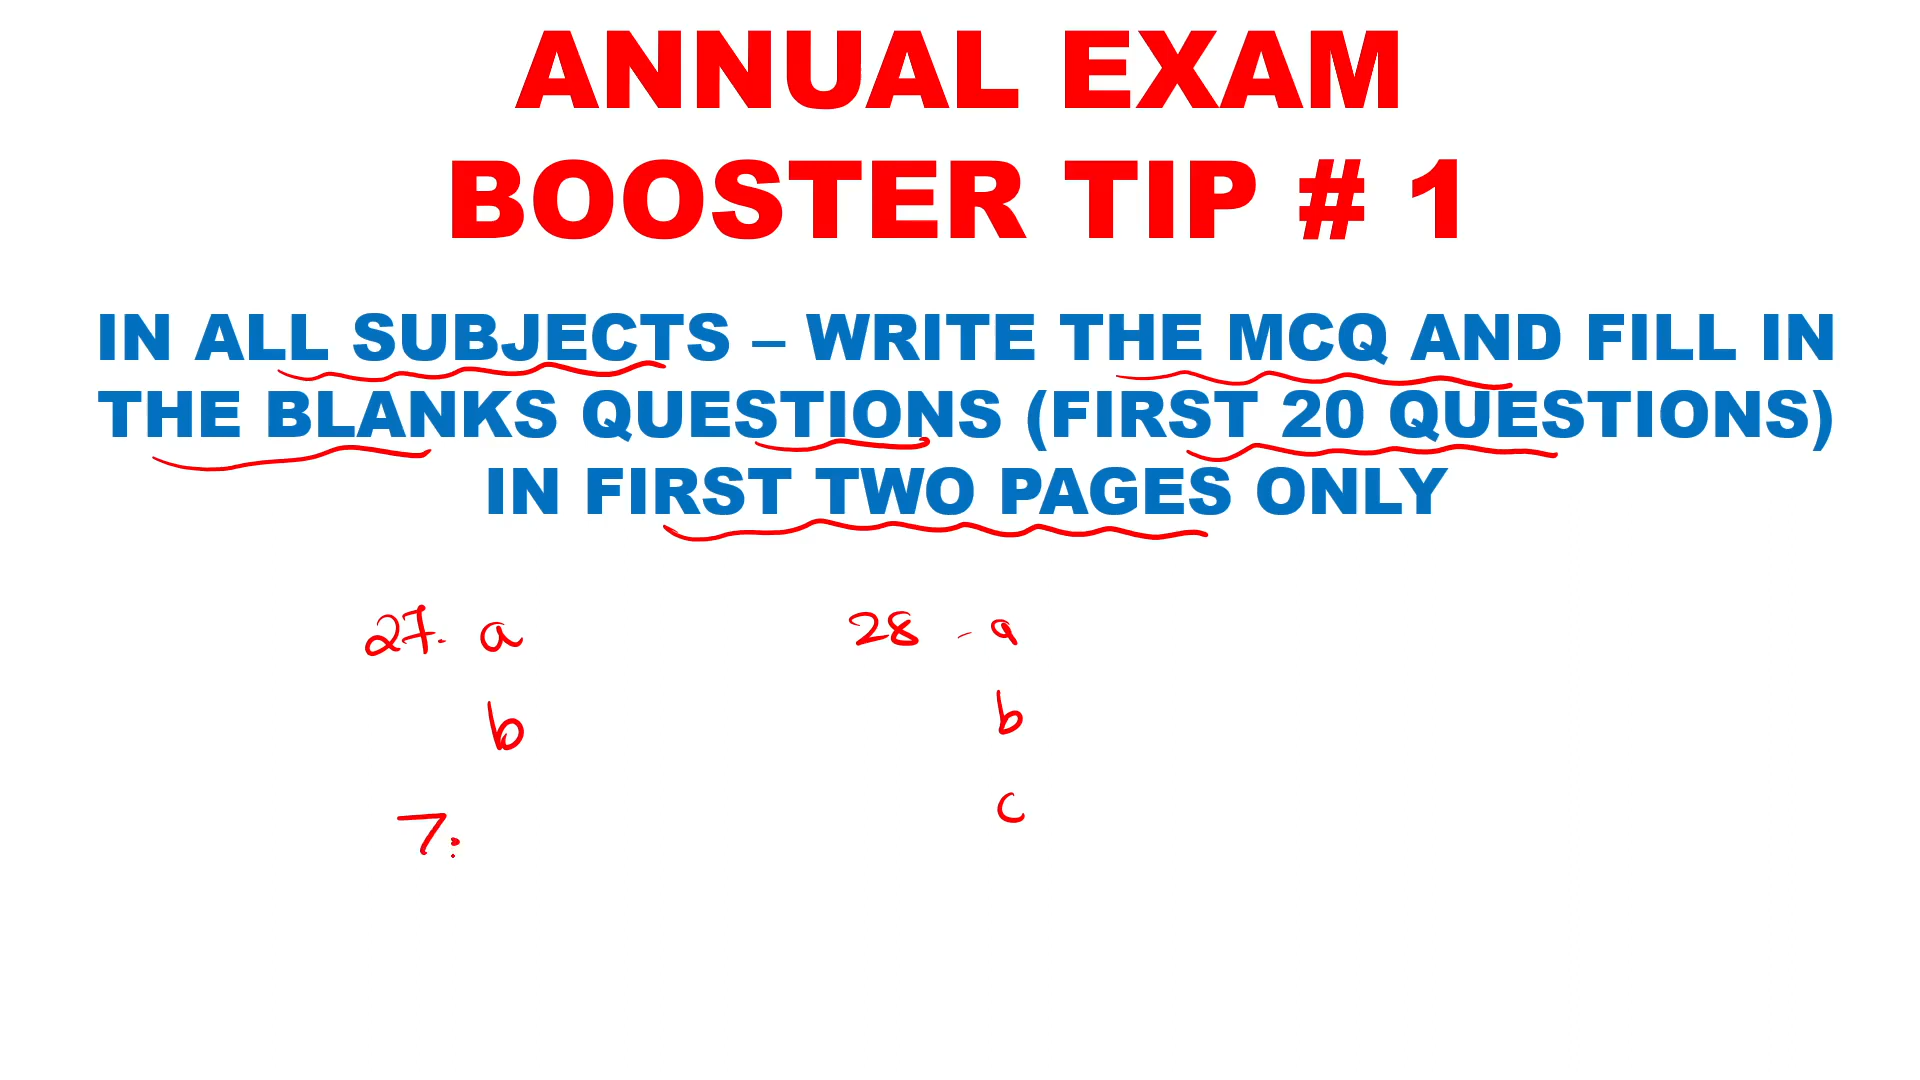 ANNUAL EXAM
BOOSTER TIP # 1
IN ALL SUBJECTS – WRITE THE MCQ AND FILL IN
THE BLANKS QUESTIONS (FIRST 20 QUESTIONS)
IN FIRST TWO PAGES ONLY
27. a 28 - a
b b
c
7: